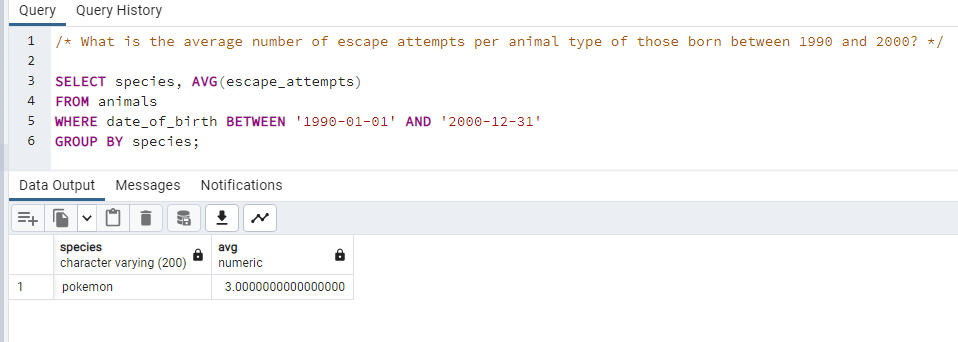 Query Query History
1 /* What is the average number of escape attempts per animal type of those born between 1990 and 2000? */
2
3 SELECT species, AVG(escape_attempts)
4 FROM animals
5 WHERE date_of_birth BETWEEN '1990-01-01' AND '2000-12-31'
6 GROUP BY species;
Data Output Messages Notifications
species avg
character varying (200) numeric
1 pokemon 3.0000000000000000